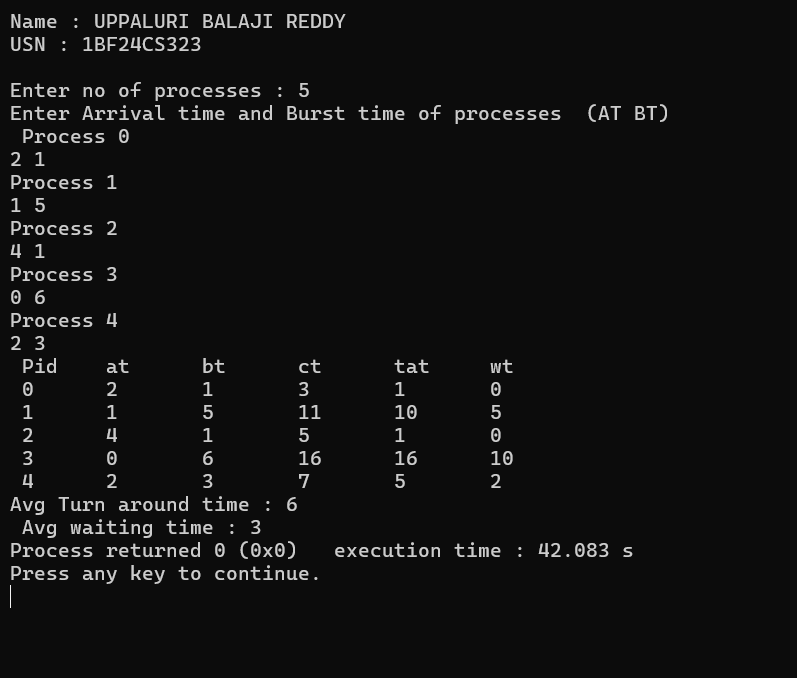 Name : UPPALURI BALAJI REDDY
USN : 1BF24CS323

Enter no of processes : 5
Enter Arrival time and Burst time of processes  (AT BT)
 Process 0
2 1
Process 1
1 5
Process 2
4 1
Process 3
0 6
Process 4
2 3
 Pid    at      bt      ct      tat     wt
 0      2       1       3       1       0
 1      1       5       11      10      5
 2      4       1       5       1       0
 3      0       6       16      16      10
 4      2       3       7       5       2
Avg Turn around time : 6
 Avg waiting time : 3
Process returned 0 (0x0)   execution time : 42.083 s
Press any key to continue.